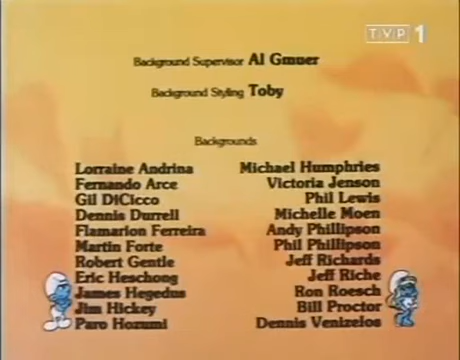 TVP 1
Background Supervisor Al Gmuer
Background Styling Toby
Backgrounds
Lorraine Andrina Michael Humphries
Fernando Arce Victoria Jenson
Gil DiCicco Phil Lewis
Dennis Durrell Michelle Moen
Flamarion Ferreira Andy Phillipson
Martin Forte Phil Phillipson
Robert Gentle Jeff Richards
Eric Heschong Jeff Riche
James Hegedus Ron Roesch
Jim Hickey Bill Proctor
Paro Hozumi Dennis Venizelos